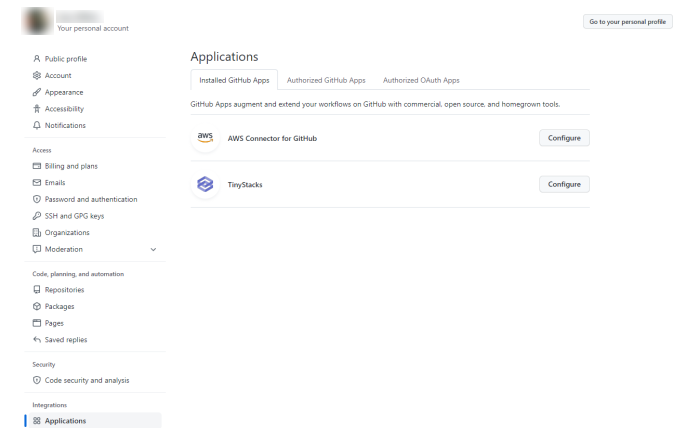 Your personal account
Go to your personal profile
Public profile
Account
Appearance
Accessibility
Notifications
Access
Billing and plans
Emails
Password and authentication
SSH and GPG keys
Organizations
Moderation
Code, planning, and automation
Repositories
Packages
Pages
Saved replies
Security
Code security and analysis
Integrations
Applications
Applications
Installed GitHub Apps
Authorized GitHub Apps
Authorized OAuth Apps
GitHub Apps augment and extend your workflows on GitHub with commercial, open source, and homegrown tools.
aws
AWS Connector for GitHub
Configure
TinyStacks
Configure